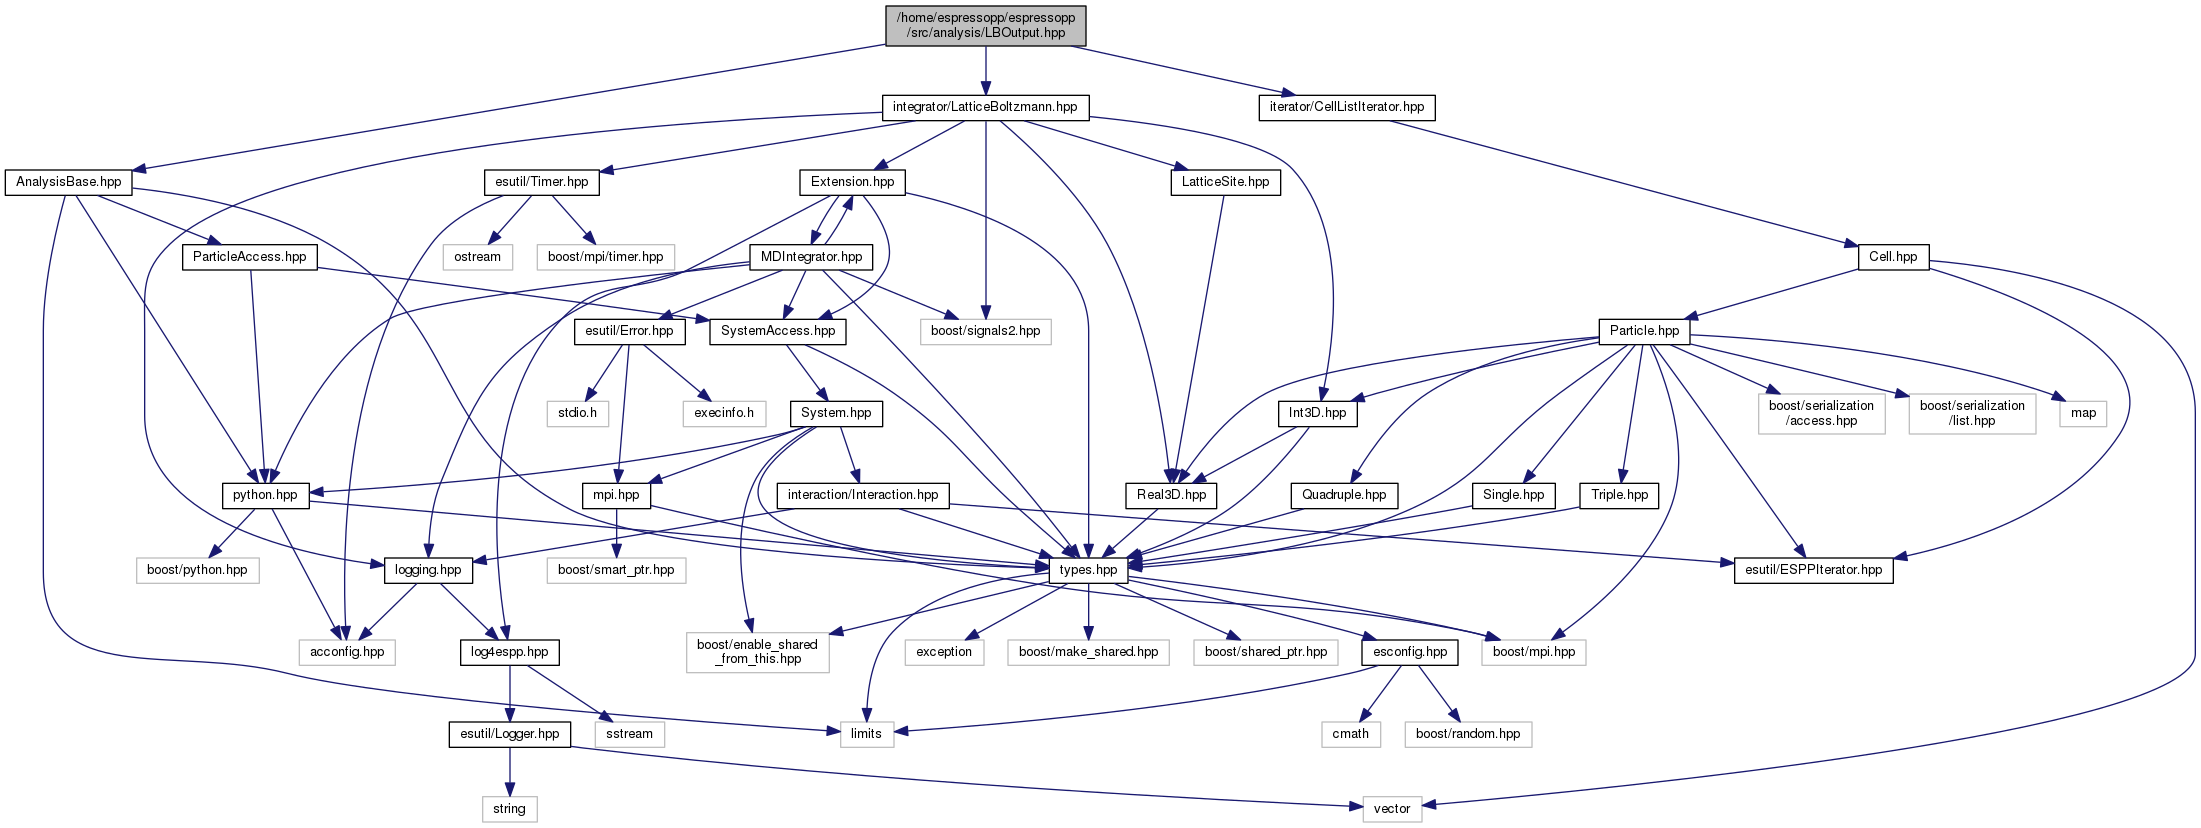 /home/espressopp/espressopp
/src/analysis/LBOutput.hpp
integrator/LatticeBoltzmann.hpp
iterator/CellListIterator.hpp
AnalysisBase.hpp
esutil/Timer.hpp
Extension.hpp
LatticeSite.hpp
ParticleAccess.hpp
ostream
boost/mpi/timer.hpp
MDIntegrator.hpp
Cell.hpp
esutil/Error.hpp
SystemAccess.hpp
boost/signals2.hpp
Particle.hpp
stdio.h
execinfo.h
System.hpp
Int3D.hpp
boost/serialization
/access.hpp
boost/serialization
/list.hpp
map
python.hpp
mpi.hpp
interaction/Interaction.hpp
Real3D.hpp
Quadruple.hpp
Single.hpp
Triple.hpp
boost/python.hpp
logging.hpp
boost/smart_ptr.hpp
types.hpp
esutil/ESPPIterator.hpp
acconfig.hpp
log4espp.hpp
boost/enable_shared
_from_this.hpp
exception
boost/make_shared.hpp
boost/shared_ptr.hpp
esconfig.hpp
boost/mpi.hpp
esutil/Logger.hpp
sstream
limits
cmath
boost/random.hpp
string
vector